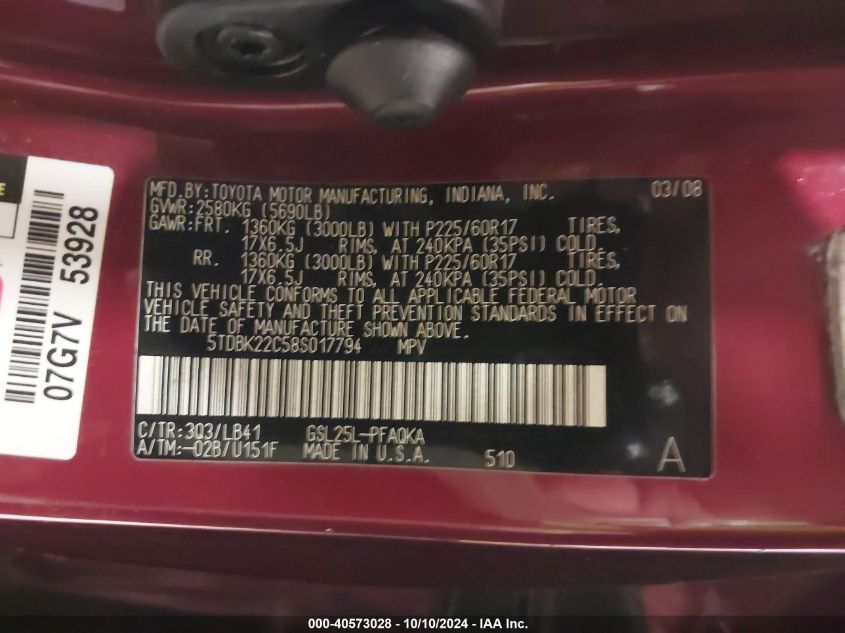 E
07G7V 53928
MFD.BY:TOYOTA MOTOR MANUFACTURING, INDIANA, INC. 03/08
GVWR:2580KG (5690LB)
GAWR:FRT. 1360KG (3000LB) WITH P225/60R17 TIRES,
17X6.5J RIMS, AT 240KPA (35PSI) COLD.
RR. 1360KG (3000LB) WITH P225/60R17 TIRES,
17X6.5J RIMS, AT 240KPA (35PSI) COLD.
THIS VEHICLE CONFORMS TO ALL APPLICABLE FEDERAL MOTOR
VEHICLE SAFETY AND THEFT PREVENTION STANDARDS IN EFFECT ON
THE DATE OF MANUFACTURE SHOWN ABOVE.
5TDBK22C58S017794 MPV
C/TR:3Q3/LB41 GSL25L-PFAQKA
A/TM:-02B/U151F MADE IN U.S.A. 510
A
000-40573028 - 10/10/2024 - IAA Inc.